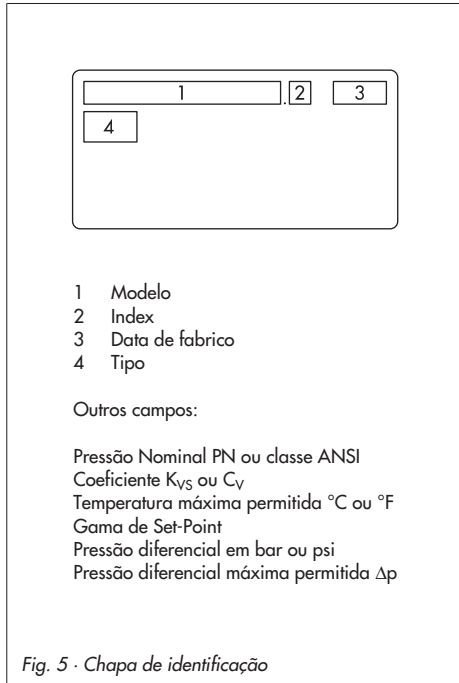 1 . 2 3
4
1 Modelo
2 Index
3 Data de fabrico
4 Tipo
Outros campos:
Pressão Nominal PN ou classe ANSI
Coeficiente KVS ou CV
Temperatura máxima permitida °C ou °F
Gama de Set-Point
Pressão diferencial em bar ou psi
Pressão diferencial máxima permitida Δp
Fig. 5 · Chapa de identificação